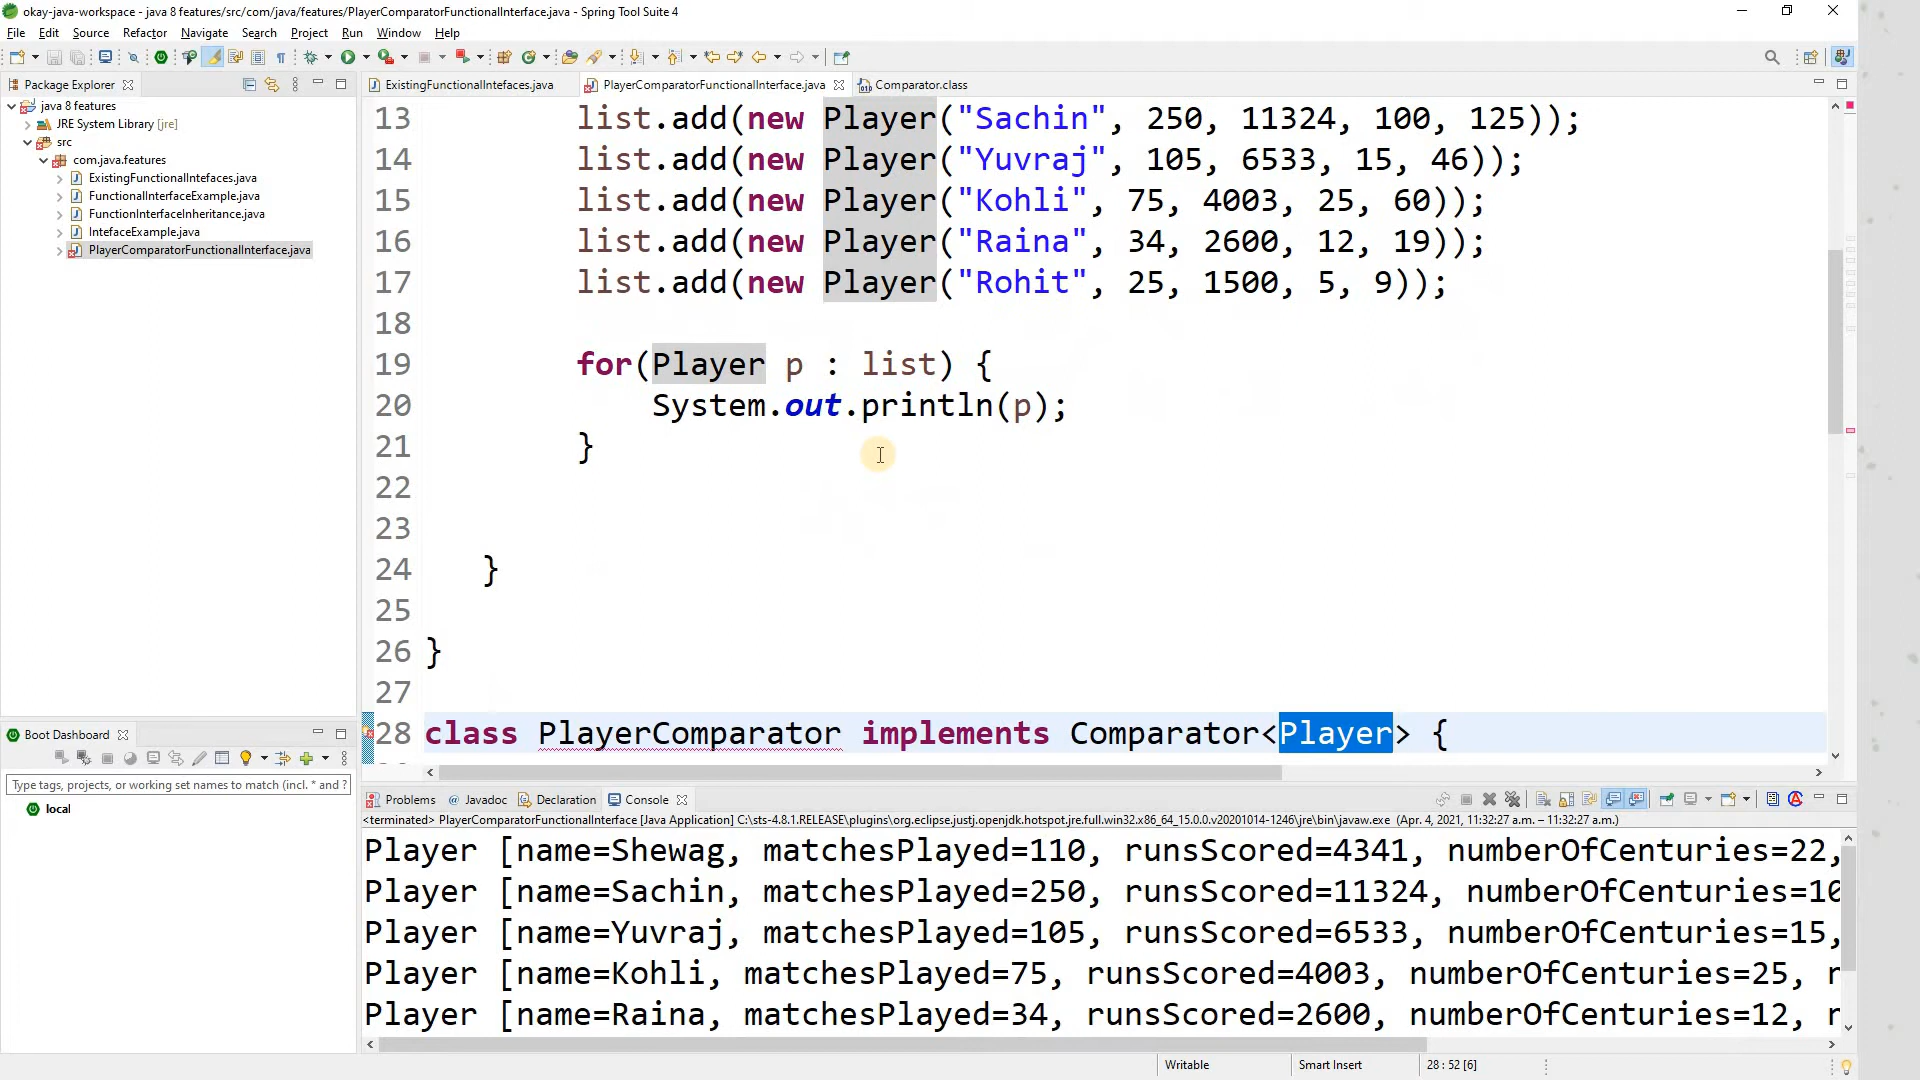 okay-java-workspace - java 8 features/src/com/java/features/PlayerComparatorFunctionalInterface.java - Spring Tool Suite 4
File Edit Source Refactor Navigate Search Project Run Window Help
Package Explorer
java 8 features
JRE System Library [jre]
src
com.java.features
ExistingFunctionalIntefaces.java
FunctionalInterfaceExample.java
FunctionInterfaceInheritance.java
IntefaceExample.java
PlayerComparatorFunctionalInterface.java
ExistingFunctionalIntefaces.java PlayerComparatorFunctionalInterface.java Comparator.class
13 list.add(new Player("Sachin", 250, 11324, 100, 125));
14 list.add(new Player("Yuvraj", 105, 6533, 15, 46));
15 list.add(new Player("Kohli", 75, 4003, 25, 60));
16 list.add(new Player("Raina", 34, 2600, 12, 19));
17 list.add(new Player("Rohit", 25, 1500, 5, 9));
18
19 for(Player p : list) {
20 System.out.println(p);
21 }
22
23
24 }
25
26 }
27
28 class PlayerComparator implements Comparator<Player> {
Boot Dashboard
Type tags, projects, or working set names to match (incl. * and ?
local
Problems @ Javadoc Declaration Console
<terminated> PlayerComparatorFunctionalInterface [Java Application] C:\sts-4.8.1.RELEASE\plugins\org.eclipse.justj.openjdk.hotspot.jre.full.win32.x86_64_15.0.0.v20201014-1246\jre\bin\javaw.exe (Apr. 4, 2021, 11:32:27 a.m. – 11:32:27 a.m.)
Player [name=Shewag, matchesPlayed=110, runsScored=4341, numberOfCenturies=22,
Player [name=Sachin, matchesPlayed=250, runsScored=11324, numberOfCenturies=10
Player [name=Yuvraj, matchesPlayed=105, runsScored=6533, numberOfCenturies=15,
Player [name=Kohli, matchesPlayed=75, runsScored=4003, numberOfCenturies=25, r
Player [name=Raina, matchesPlayed=34, runsScored=2600, numberOfCenturies=12, r
Writable Smart Insert 28 : 52 [6]